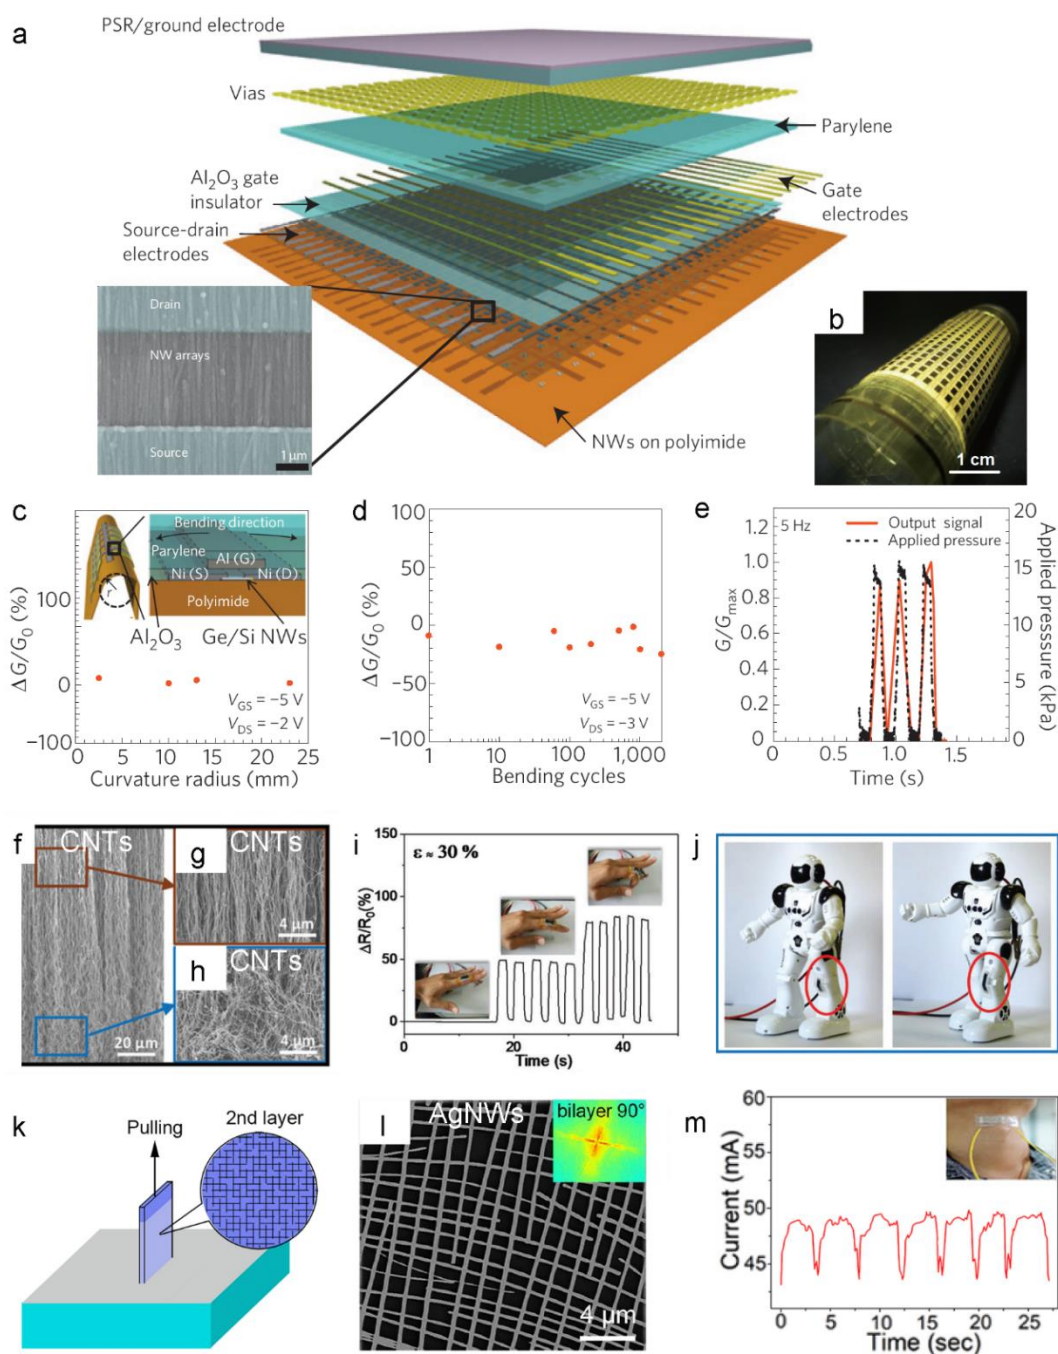 a
PSR/ground electrode
Vias
Parylene
Al₂O₃ gate
insulator
Gate
electrodes
Source-drain
electrodes
Drain
NW arrays
Source
1 μm
NWs on polyimide
b
1 cm
c
Bending direction
Parylene
Al (G)
Ni (S)
Ni (D)
Polyimide
r
Al₂O₃
Ge/Si NWs
ΔG/G₀ (%)
100
0
−100
V_GS = −5 V
V_DS = −2 V
0 5 10 15 20 25
Curvature radius (mm)
d
ΔG/G₀ (%)
100
50
0
−50
−100
V_GS = −5 V
V_DS = −3 V
1 10 100 1,000
Bending cycles
e
5 Hz
Output signal
Applied pressure
G/G_max
1.2
1.0
0.8
0.6
0.4
0.2
0
20
15
10
5
0
Applied pressure (kPa)
0 0.5 1.0 1.5
Time (s)
f
CNTs
20 μm
g
CNTs
4 μm
h
CNTs
4 μm
i
ε ≈ 30 %
ΔR/R₀(%)
150
100
50
0
0 20 40 60
Time (s)
j
k
Pulling
2nd layer
l
AgNWs
bilayer 90°
4 μm
m
Current (mA)
60
55
50
45
0 5 10 15 20 25
Time (sec)